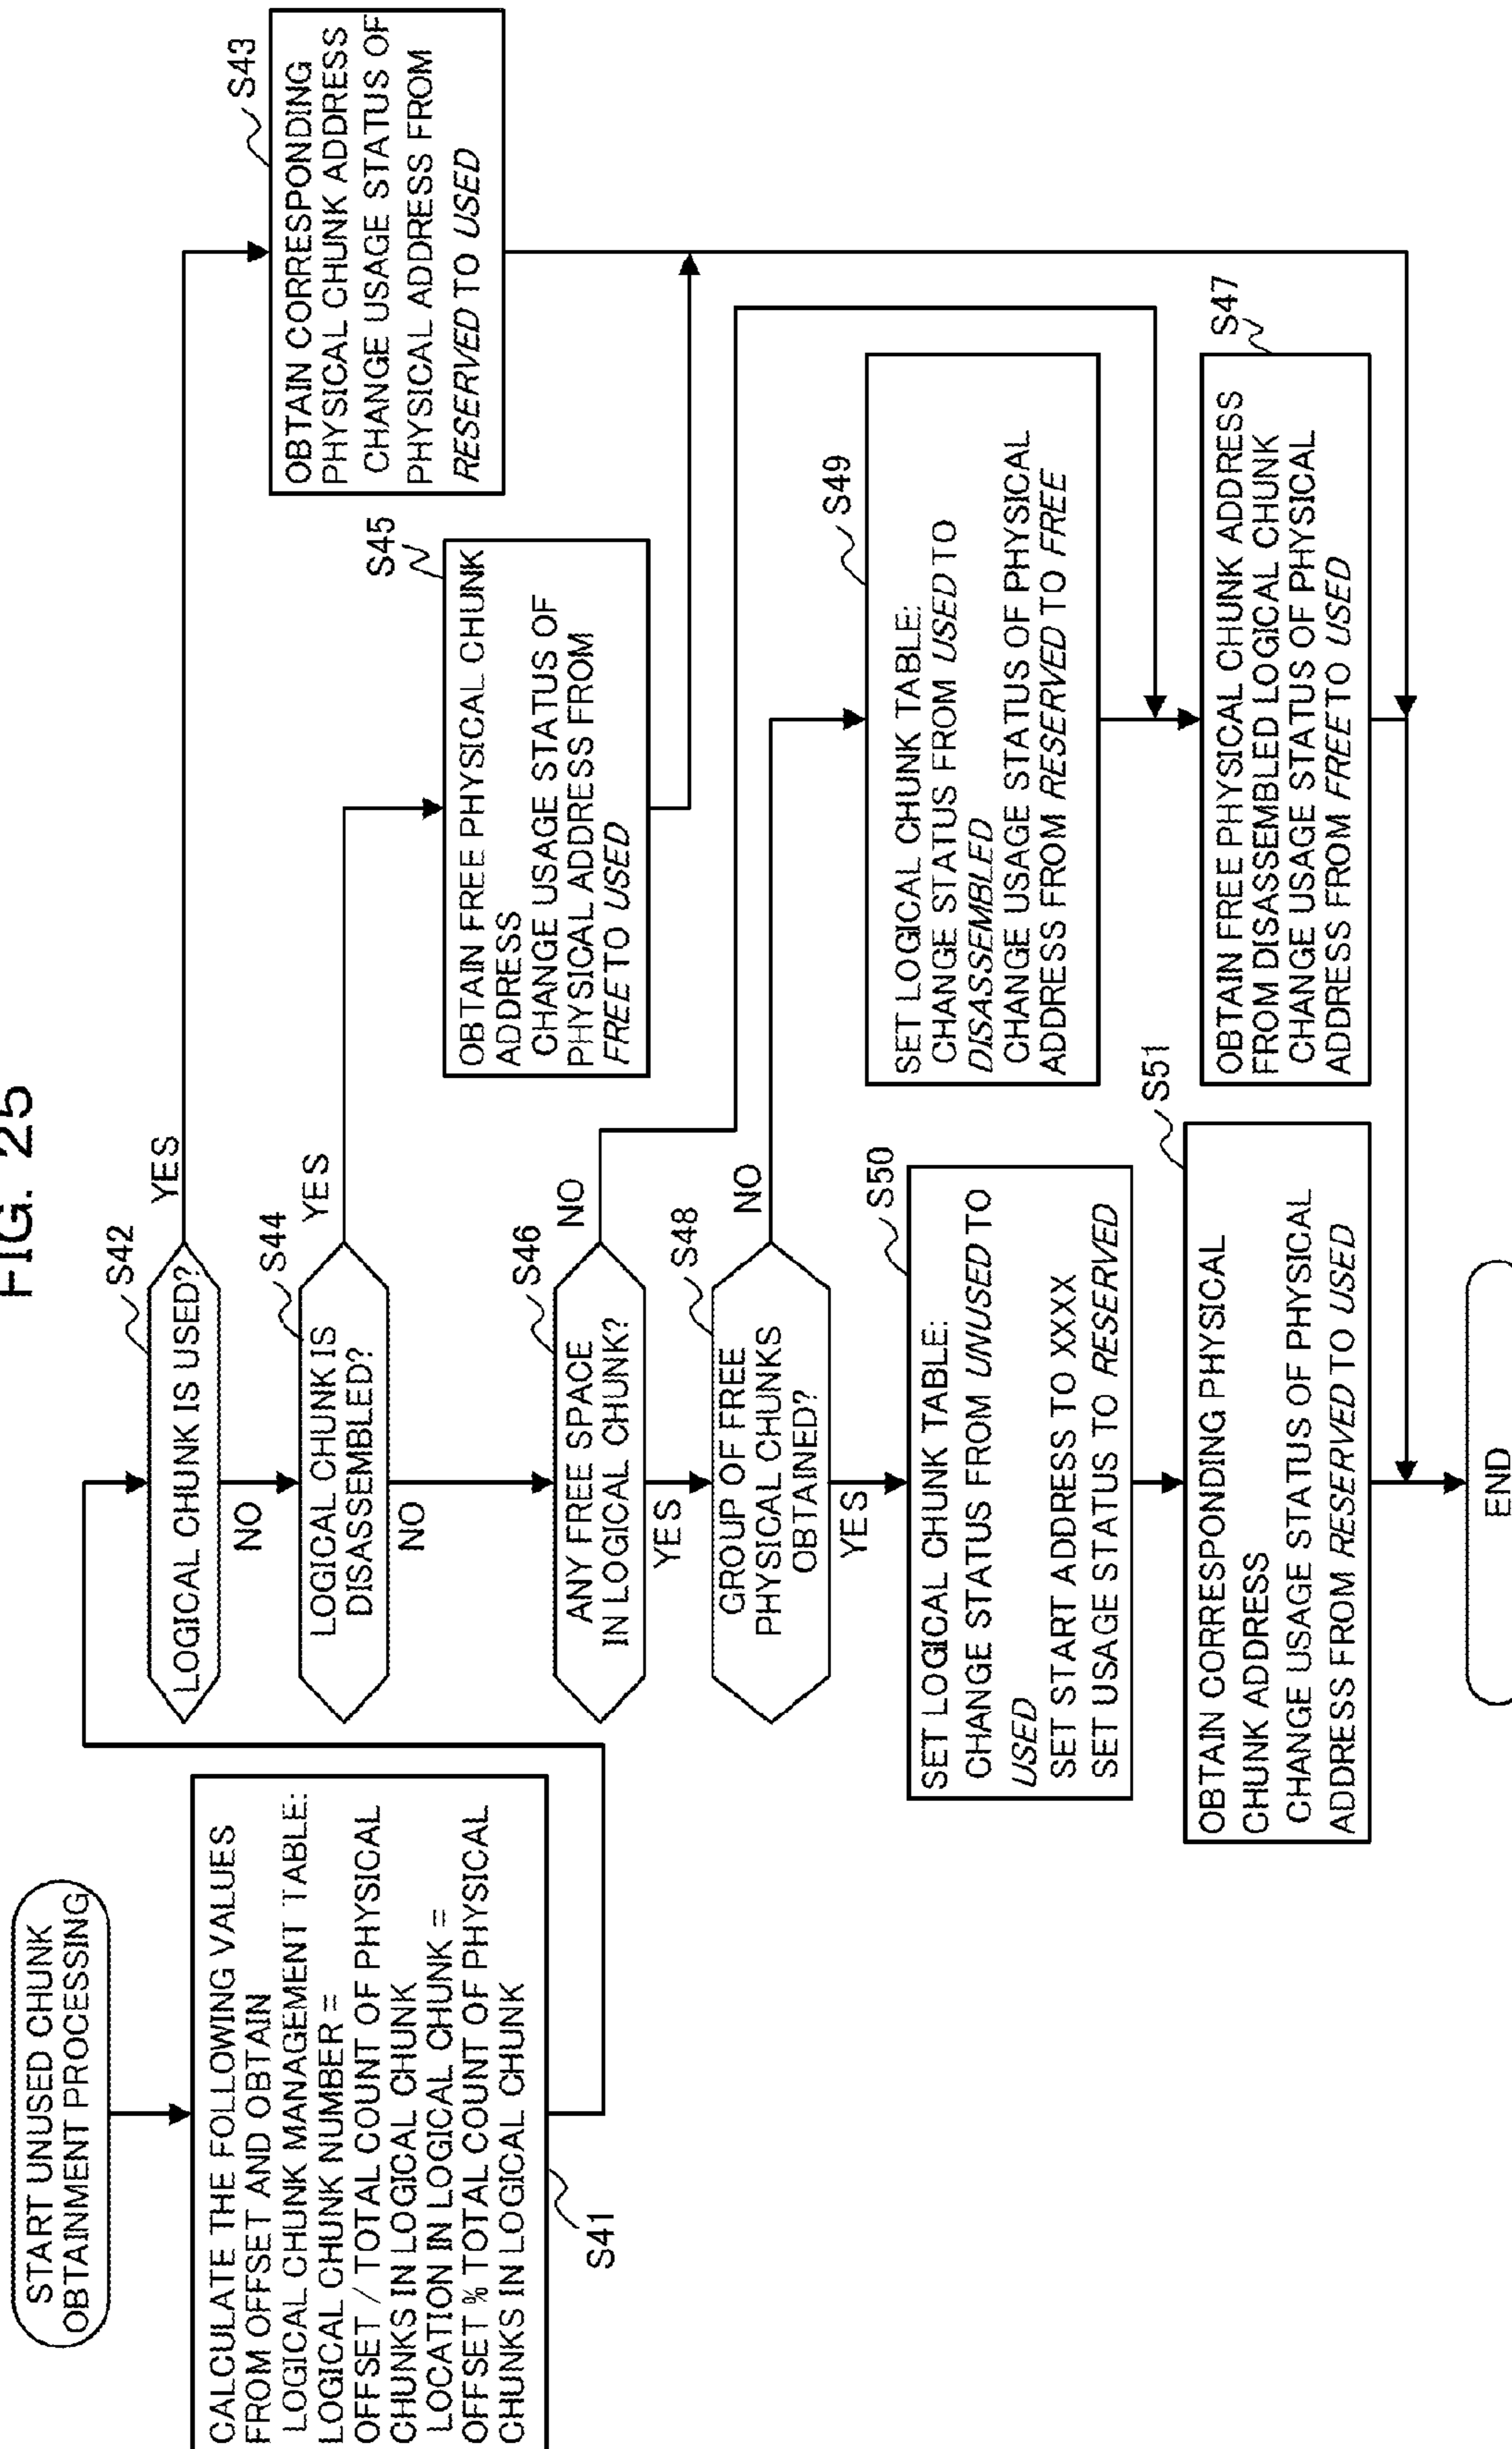 FIG. 25
START UNUSED CHUNK
OBTAINMENT PROCESSING
CALCULATE THE FOLLOWING VALUES
FROM OFFSET AND OBTAIN
LOGICAL CHUNK MANAGEMENT TABLE:
LOGICAL CHUNK NUMBER =
OFFSET / TOTAL COUNT OF PHYSICAL
CHUNKS IN LOGICAL CHUNK
LOCATION IN LOGICAL CHUNK =
OFFSET % TOTAL COUNT OF PHYSICAL
CHUNKS IN LOGICAL CHUNK
S41
S42
LOGICAL CHUNK IS USED?
YES
NO
S43
OBTAIN CORRESPONDING
PHYSICAL CHUNK ADDRESS
CHANGE USAGE STATUS OF
PHYSICAL ADDRESS FROM
RESERVED TO USED
S44
LOGICAL CHUNK IS
DISASSEMBLED?
YES
NO
S45
OBTAIN FREE PHYSICAL CHUNK
ADDRESS
CHANGE USAGE STATUS OF
PHYSICAL ADDRESS FROM
FREE TO USED
S46
ANY FREE SPACE
IN LOGICAL CHUNK?
NO
YES
S48
GROUP OF FREE
PHYSICAL CHUNKS
OBTAINED?
NO
YES
S49
SET LOGICAL CHUNK TABLE:
CHANGE STATUS FROM USED TO
DISASSEMBLED
CHANGE USAGE STATUS OF PHYSICAL
ADDRESS FROM RESERVED TO FREE
S50
SET LOGICAL CHUNK TABLE:
CHANGE STATUS FROM UNUSED TO
USED
SET START ADDRESS TO XXXX
SET USAGE STATUS TO RESERVED
S47
OBTAIN FREE PHYSICAL CHUNK ADDRESS
FROM DISASSEMBLED LOGICAL CHUNK
CHANGE USAGE STATUS OF PHYSICAL
ADDRESS FROM FREE TO USED
S51
OBTAIN CORRESPONDING PHYSICAL
CHUNK ADDRESS
CHANGE USAGE STATUS OF PHYSICAL
ADDRESS FROM RESERVED TO USED
END